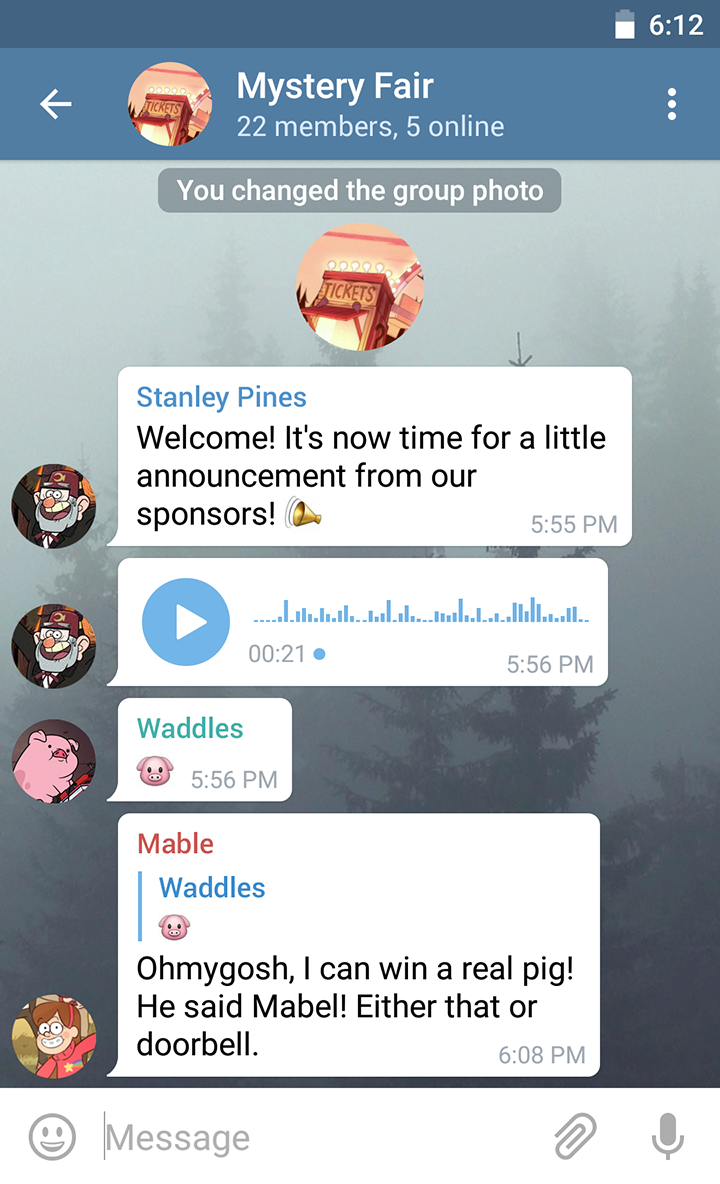 6:12
Mystery Fair
22 members, 5 online
You changed the group photo
TICKETS
TICKETS
Stanley Pines
Welcome! It's now time for a little
announcement from our
sponsors!
5:55 PM
00:21
5:56 PM
Waddles
🐷 5:56 PM
Mable
Waddles
🐷
Ohmygosh, I can win a real pig!
He said Mabel! Either that or
doorbell.
6:08 PM
Message